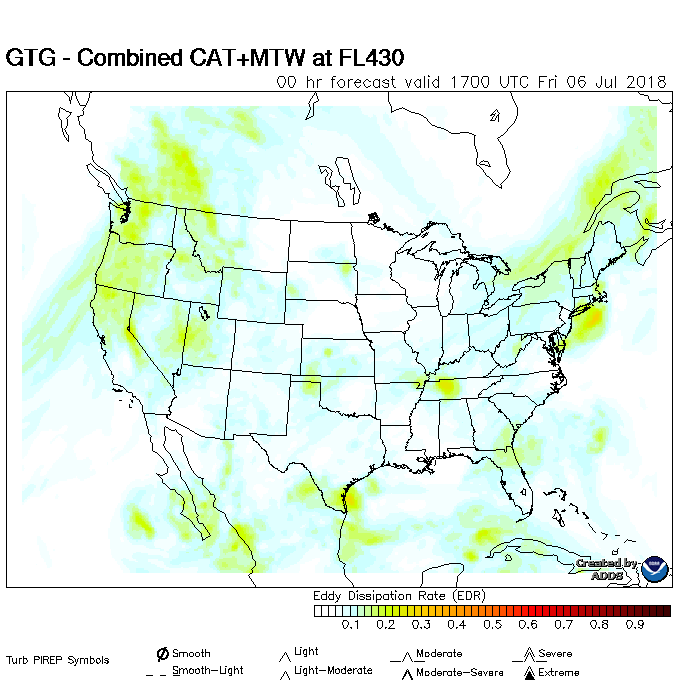 GTG - Combined CAT+MTW at FL430
00 hr forecast valid 1700 UTC Fri 06 Jul 2018
Created by
ADDS
Eddy Dissipation Rate (EDR)
0.1 0.2 0.3 0.4 0.5 0.6 0.7 0.8 0.9
Turb PIREP Symbols
Smooth Light Moderate Severe
Smooth-Light Light-Moderate Moderate-Severe Extreme